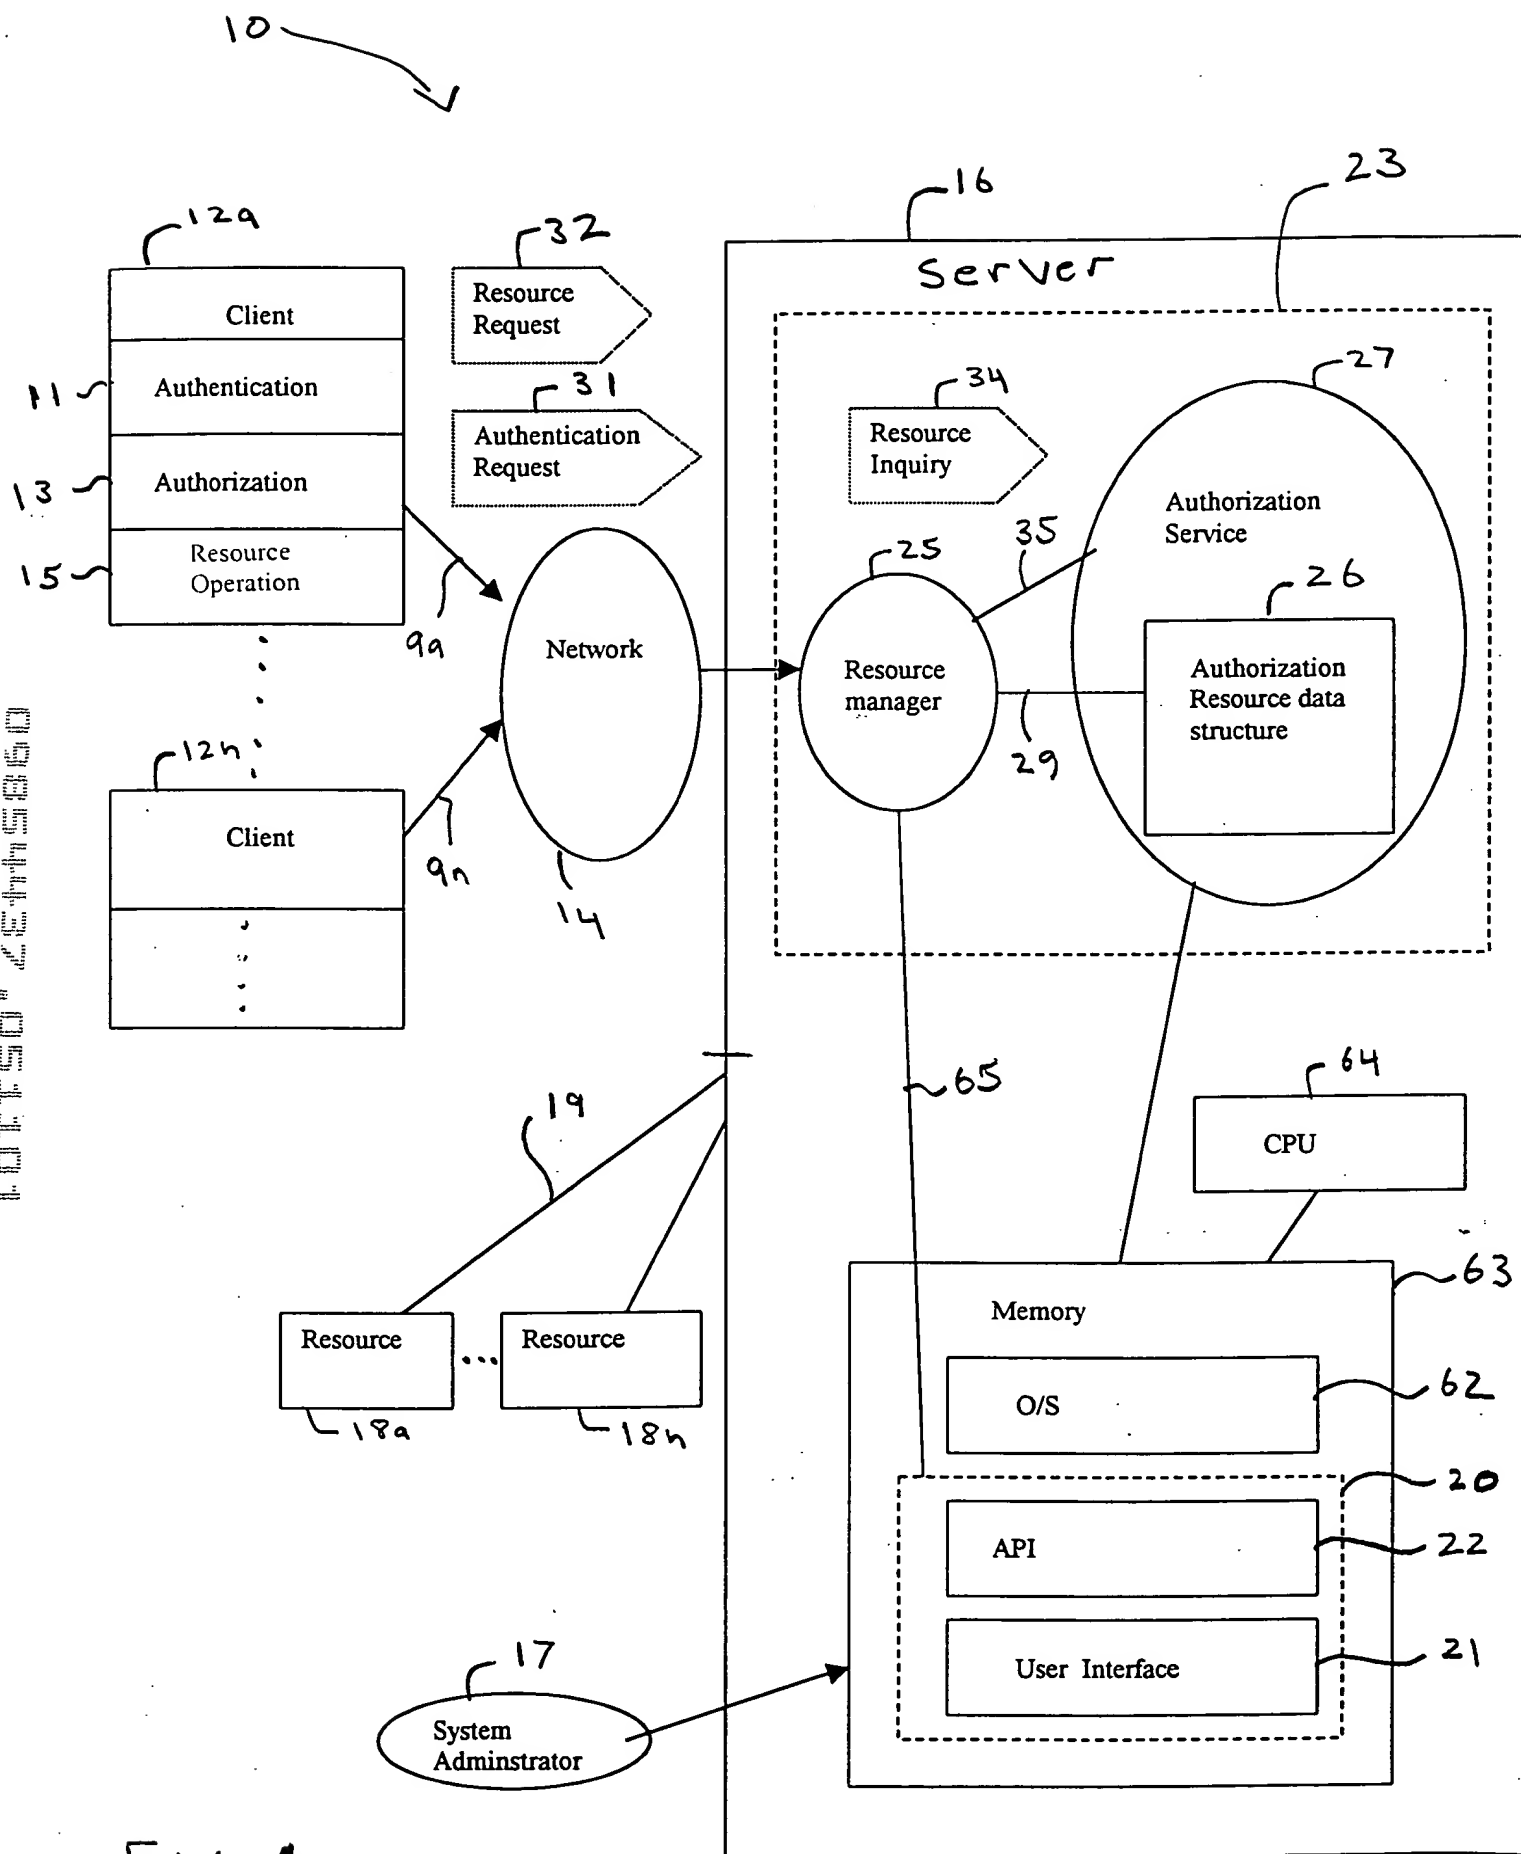 10
16
23
12a
32
Server
Client
Resource
Request
27
11
Authentication
31
34
Authentication
Request
Resource
Inquiry
13
Authorization
Authorization
Service
35
15
Resource
Operation
25
26
9a
Network
Resource
manager
Authorization
Resource data
structure
29
12n
Client
9n
14
09854437.051101
65
64
CPU
19
63
Memory
Resource
...
Resource
62
O/S
18a
18n
20
API
22
17
User Interface
21
System
Adminstrator